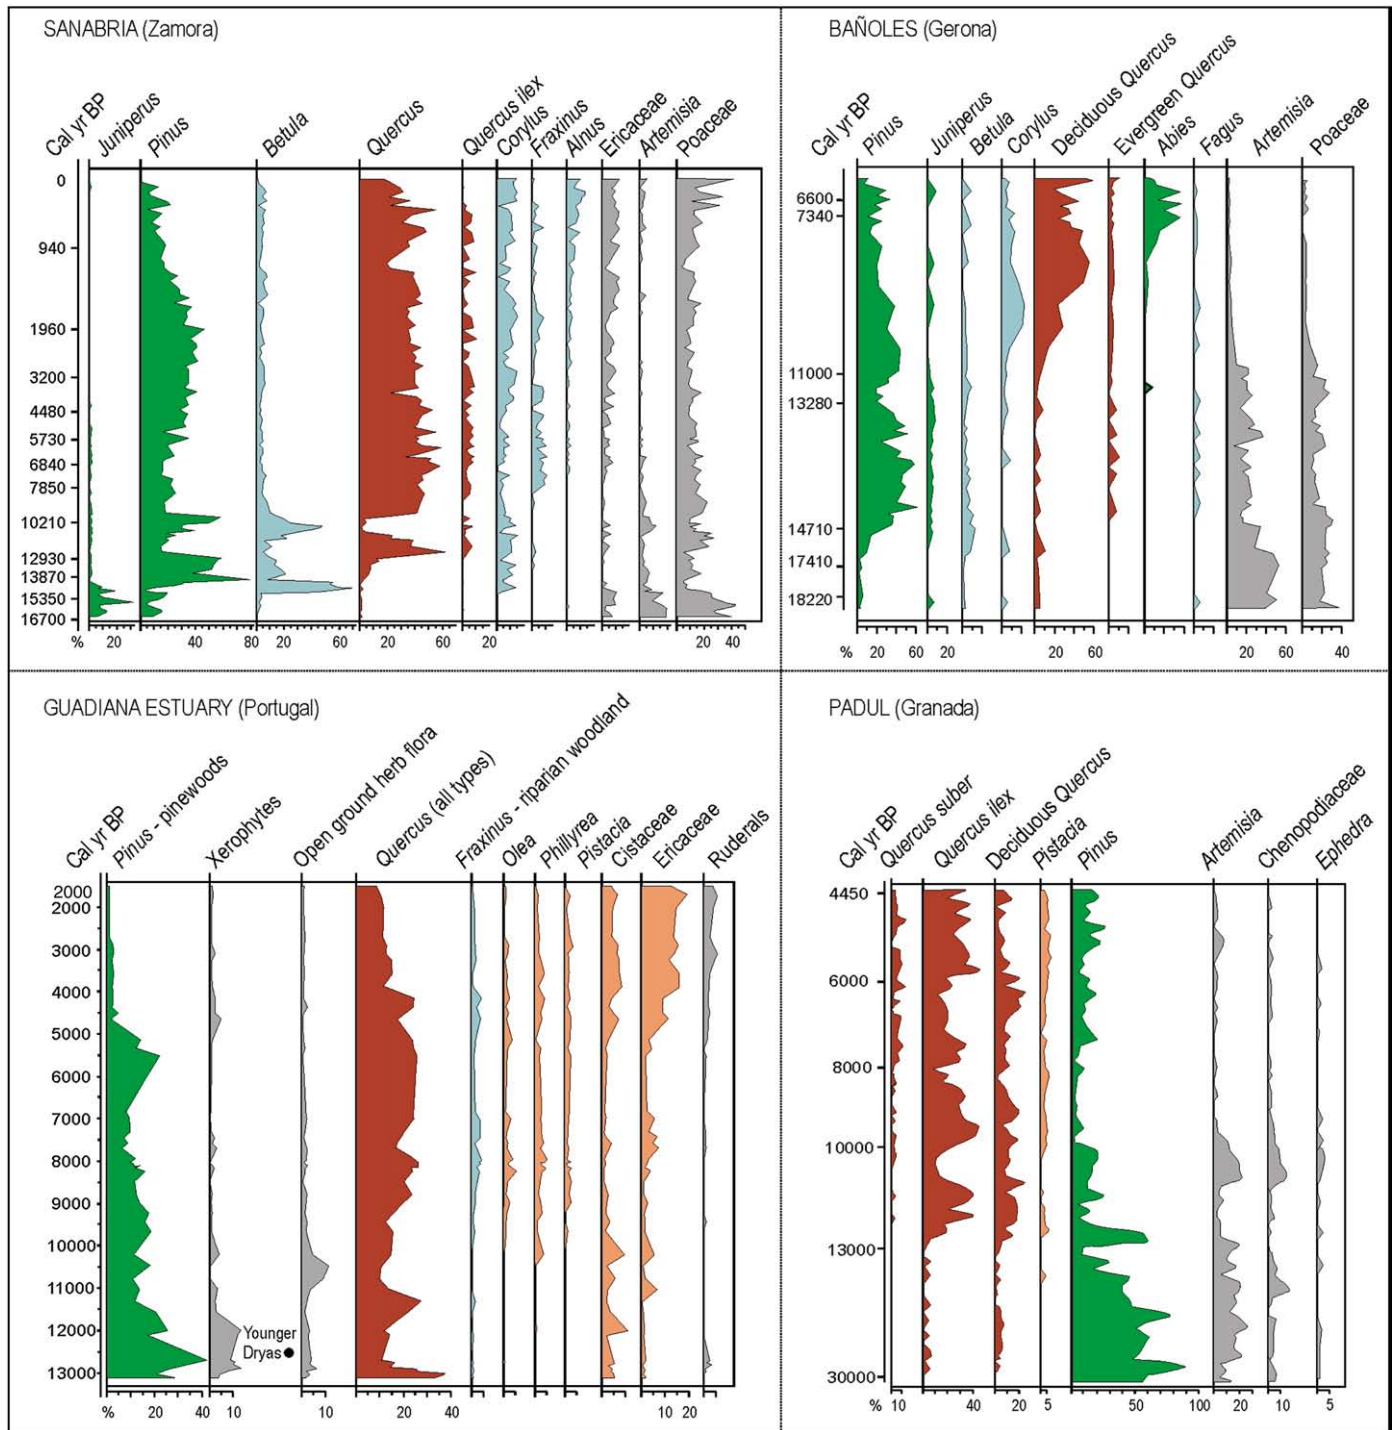 SANABRIA (Zamora)
Cal yr BP
Juniperus
Pinus
Betula
Quercus
Quercus ilex
Corylus
Fraxinus
Alnus
Ericaceae
Artemisia
Poaceae
0
940
1960
3200
4480
5730
6840
7850
10210
12930
13870
15350
16700
% 20 40 80 20 60 20 20 40
BAÑOLES (Gerona)
Cal yr BP
Pinus
Juniperus
Betula
Corylus
Deciduous Quercus
Evergreen Quercus
Abies
Fagus
Artemisia
Poaceae
6600
7340
11000
13280
14710
17410
18220
% 20 60 20 20 60 20 60 40
GUADIANA ESTUARY (Portugal)
Cal yr BP
Pinus - pinewoods
Xerophytes
Open ground herb flora
Quercus (all types)
Fraxinus - riparian woodland
Olea
Phillyrea
Pistacia
Cistaceae
Ericaceae
Ruderals
2000
2000
3000
4000
5000
6000
7000
8000
9000
10000
11000
12000
13000
Younger
Dryas
% 20 40 10 10 20 40 10 20
PADUL (Granada)
Cal yr BP
Quercus suber
Quercus ilex
Deciduous Quercus
Pistacia
Pinus
Artemisia
Chenopodiaceae
Ephedra
4450
6000
8000
10000
13000
30000
% 10 40 20 5 50 100 20 10 5